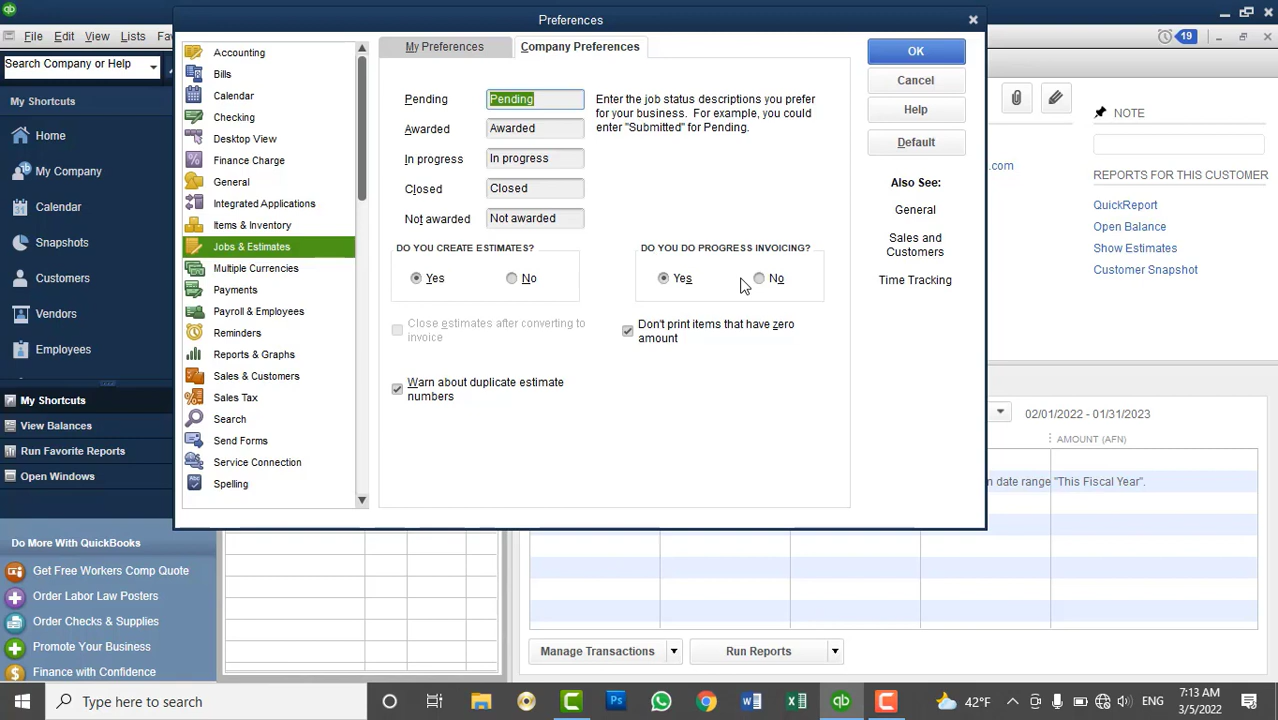 Preferences
File Edit View Lists Fav
19
Search Company or Help
My Shortcuts
Home
My Company
Calendar
Snapshots
Customers
Vendors
Employees
My Shortcuts
View Balances
Run Favorite Reports
Open Windows
Do More With QuickBooks
Get Free Workers Comp Quote
Order Labor Law Posters
Order Checks & Supplies
Promote Your Business
Finance with Confidence
Accounting
Bills
Calendar
Checking
Desktop View
Finance Charge
General
Integrated Applications
Items & Inventory
Jobs & Estimates
Multiple Currencies
Payments
Payroll & Employees
Reminders
Reports & Graphs
Sales & Customers
Sales Tax
Search
Send Forms
Service Connection
Spelling
My Preferences
Company Preferences
Pending Pending
Awarded Awarded
In progress In progress
Closed Closed
Not awarded Not awarded
Enter the job status descriptions you prefer
for your business. For example, you could
enter "Submitted" for Pending.
DO YOU CREATE ESTIMATES?
Yes No
DO YOU DO PROGRESS INVOICING?
Yes No
Close estimates after converting to
invoice
Don't print items that have zero
amount
Warn about duplicate estimate
numbers
OK
Cancel
Help
Default
Also See:
General
Sales and
Customers
Time Tracking
.com
NOTE
REPORTS FOR THIS CUSTOMER
QuickReport
Open Balance
Show Estimates
Customer Snapshot
02/01/2022 - 01/31/2023
AMOUNT (AFN)
n date range "This Fiscal Year".
Manage Transactions
Run Reports
Type here to search
42°F
ENG
7:13 AM
3/5/2022